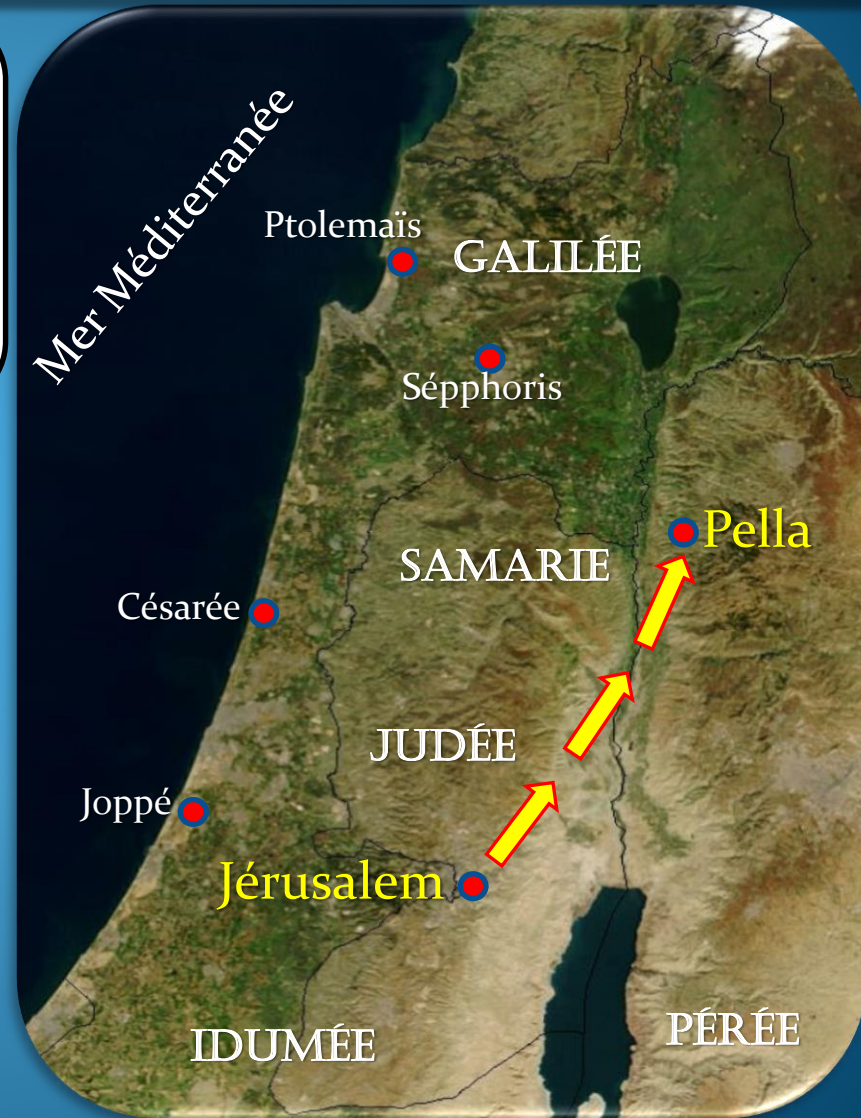 Mer Méditerranée
Ptolemaïs
GALILÉE
Sépphoris
Pella
SAMARIE
Césarée
JUDÉE
Joppé
Jérusalem
PÉRÉE
IDUMÉE